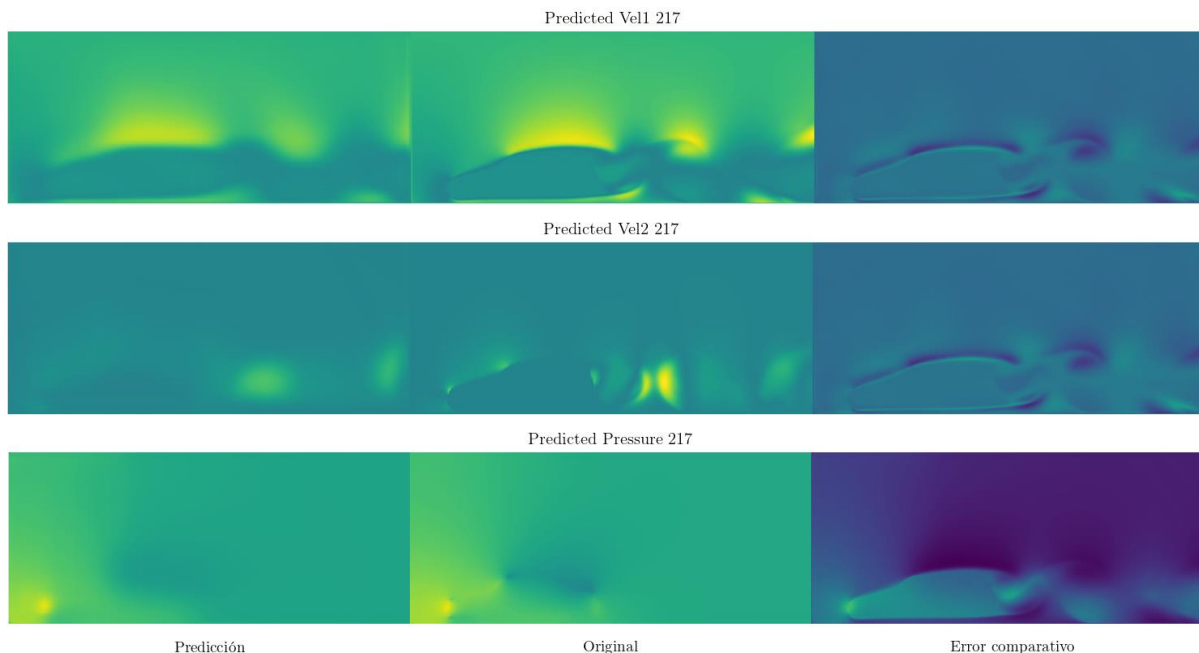 Predicted Vel1 217
Predicted Vel2 217
Predicted Pressure 217
Predicción
Original
Error comparativo